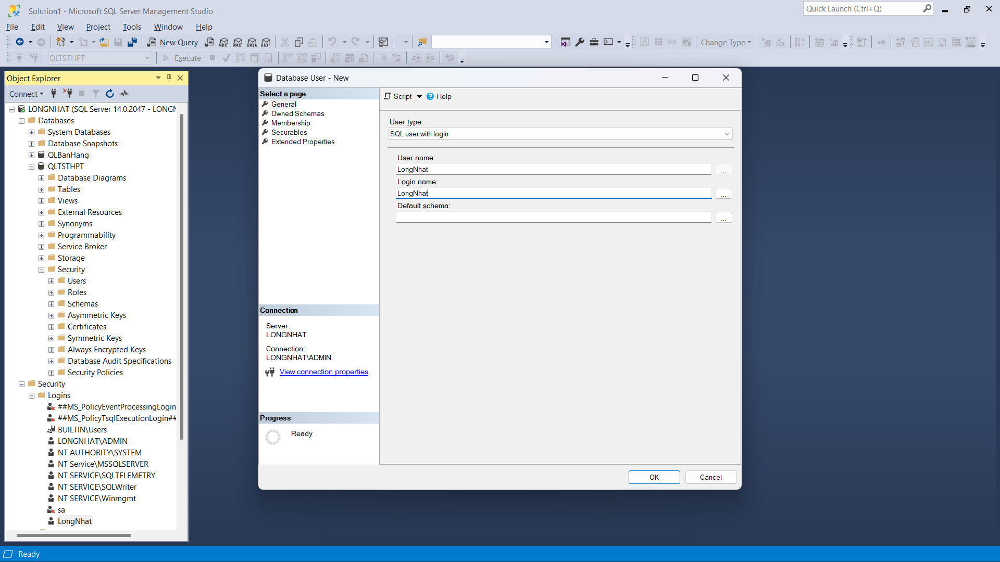 Solution1 - Microsoft SQL Server Management Studio
Quick Launch (Ctrl+Q)
File Edit View Project Tools Window Help
New Query MDX DMX XMLA DAX SQL Change Type
QLTSTHPT Execute
Object Explorer
Connect
LONGNHAT (SQL Server 14.0.2047 - LONGN
Databases
System Databases
Database Snapshots
QLBanHang
QLTSTHPT
Database Diagrams
Tables
Views
External Resources
Synonyms
Programmability
Service Broker
Storage
Security
Users
Roles
Schemas
Asymmetric Keys
Certificates
Symmetric Keys
Always Encrypted Keys
Database Audit Specifications
Security Policies
Security
Logins
##MS_PolicyEventProcessingLogin
##MS_PolicyTsqlExecutionLogin##
BUILTIN\Users
LONGNHAT\ADMIN
NT AUTHORITY\SYSTEM
NT Service\MSSQLSERVER
NT SERVICE\SQLTELEMETRY
NT SERVICE\SQLWriter
NT SERVICE\Winmgmt
sa
LongNhat
Database User - New
Select a page
General
Owned Schemas
Membership
Securables
Extended Properties
Connection
Server:
LONGNHAT
Connection:
LONGNHAT\ADMIN
View connection properties
Progress
Ready
Script Help
User type:
SQL user with login
User name:
LongNhat
...
Login name:
LongNhat
...
Default schema:
...
OK Cancel
Ready